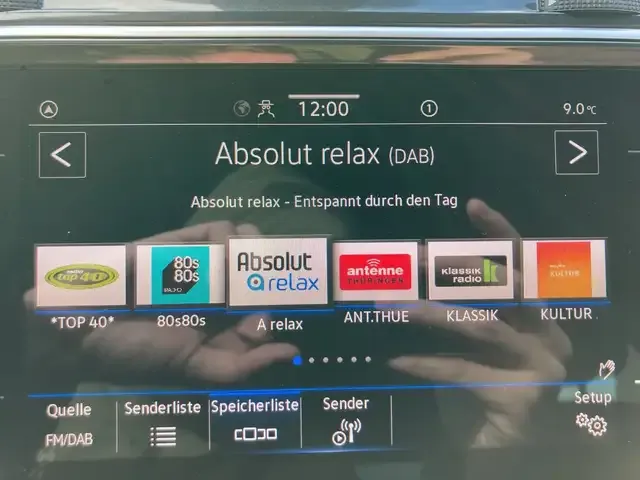 12:00
1
9.0 °C
Absolut relax (DAB)
Absolut relax - Entspannt durch den Tag
top 40
80s
80s
RADIO
Absolut
relax
antenne
THÜRINGEN
klassik
radio
KULTUR
*TOP 40*
80s80s
A relax
ANT.THUE
KLASSIK
KULTUR .
Quelle
Senderliste
Speicherliste
Sender
Setup
FM/DAB